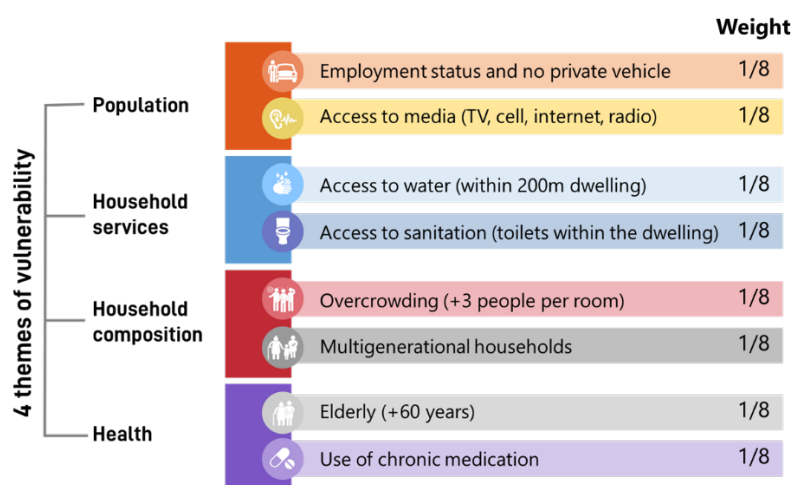 Weight
4 themes of vulnerability
Population
Employment status and no private vehicle 1/8
Access to media (TV, cell, internet, radio) 1/8
Household
services
Access to water (within 200m dwelling) 1/8
Access to sanitation (toilets within the dwelling) 1/8
Household
composition
Overcrowding (+3 people per room) 1/8
Multigenerational households 1/8
Health
Elderly (+60 years) 1/8
Use of chronic medication 1/8